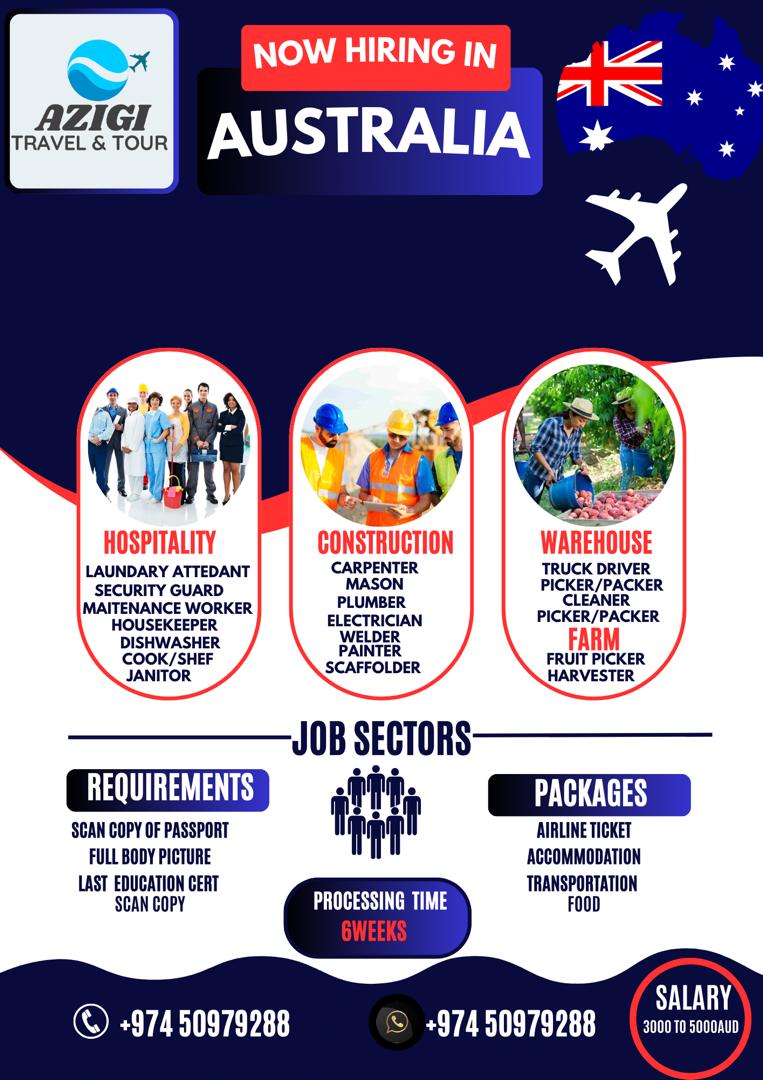 AZIGI
TRAVEL & TOUR
NOW HIRING IN
AUSTRALIA
HOSPITALITY
LAUNDARY ATTEDANT
SECURITY GUARD
MAITENANCE WORKER
HOUSEKEEPER
DISHWASHER
COOK/SHEF
JANITOR
CONSTRUCTION
CARPENTER
MASON
PLUMBER
ELECTRICIAN
WELDER
PAINTER
SCAFFOLDER
WAREHOUSE
TRUCK DRIVER
PICKER/PACKER
CLEANER
PICKER/PACKER
FARM
FRUIT PICKER
HARVESTER
JOB SECTORS
REQUIREMENTS
SCAN COPY OF PASSPORT
FULL BODY PICTURE
LAST EDUCATION CERT
SCAN COPY
PROCESSING TIME
6WEEKS
PACKAGES
AIRLINE TICKET
ACCOMMODATION
TRANSPORTATION
FOOD
+974 50979288
+974 50979288
SALARY
3000 TO 5000AUD